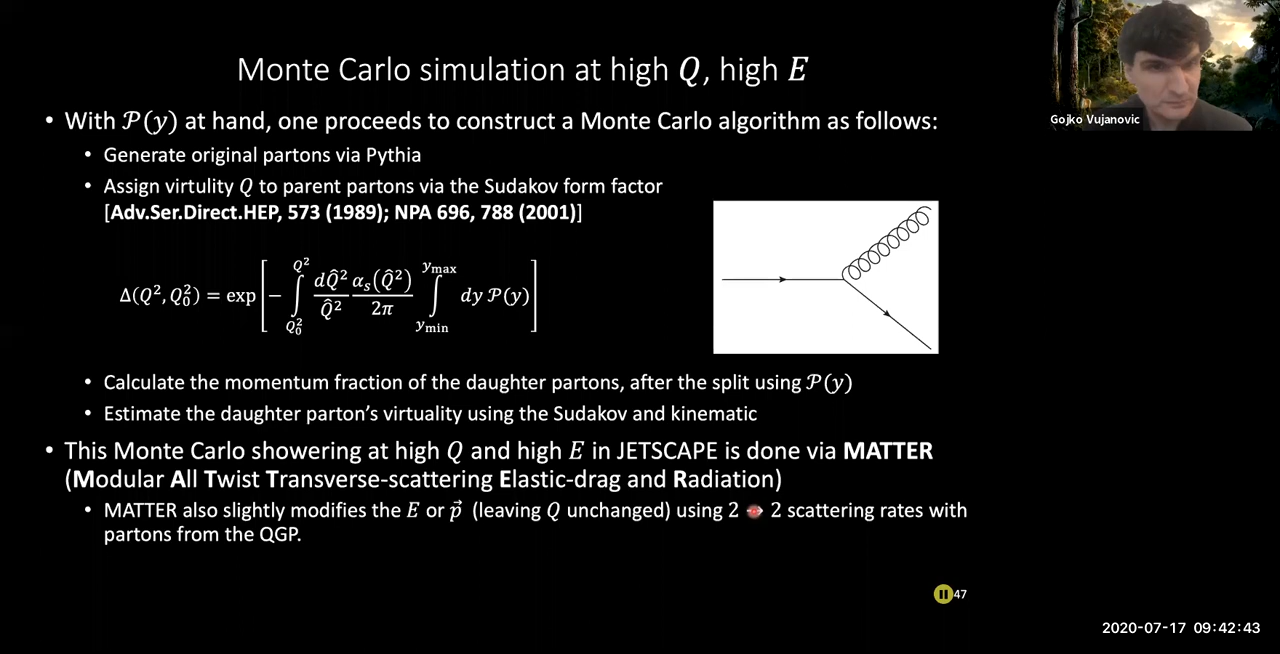 Monte Carlo simulation at high Q, high E
• With 𝒫(y) at hand, one proceeds to construct a Monte Carlo algorithm as follows:
• Generate original partons via Pythia
• Assign virtulity Q to parent partons via the Sudakov form factor
[Adv.Ser.Direct.HEP, 573 (1989); NPA 696, 788 (2001)]
Δ(Q², Q₀²) = exp[−∫_{Q₀²}^{Q²} dQ̂²/Q̂² α_s(Q̂²)/2π ∫_{y_min}^{y_max} dy 𝒫(y)]
• Calculate the momentum fraction of the daughter partons, after the split using 𝒫(y)
• Estimate the daughter parton's virtuality using the Sudakov and kinematic
• This Monte Carlo showering at high Q and high E in JETSCAPE is done via MATTER
(Modular All Twist Transverse-scattering Elastic-drag and Radiation)
• MATTER also slightly modifies the E or p⃗ (leaving Q unchanged) using 2 ↔ 2 scattering rates with
partons from the QGP.
47
Gojko Vujanovic
2020-07-17 09:42:43